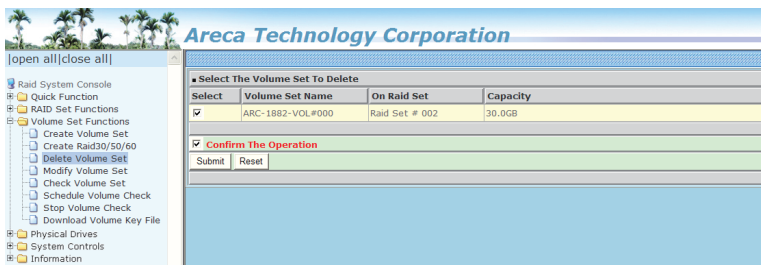 Areca Technology Corporation
|open all|close all|
Raid System Console
Quick Function
RAID Set Functions
Volume Set Functions
Create Volume Set
Create Raid30/50/60
Delete Volume Set
Modify Volume Set
Check Volume Set
Schedule Volume Check
Stop Volume Check
Download Volume Key File
Physical Drives
System Controls
Information
Select The Volume Set To Delete
Select Volume Set Name On Raid Set Capacity
ARC-1882-VOL#000 Raid Set # 002 30.0GB
Confirm The Operation
Submit Reset